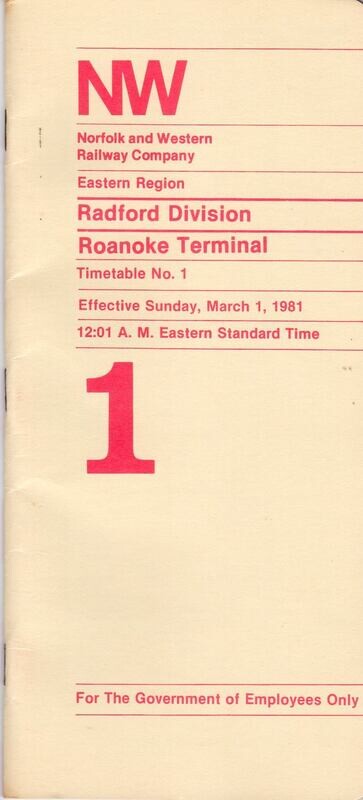 NW
Norfolk and Western
Railway Company
Eastern Region
Radford Division
Roanoke Terminal
Timetable No. 1
Effective Sunday, March 1, 1981
12:01 A. M. Eastern Standard Time
1
For The Government of Employees Only